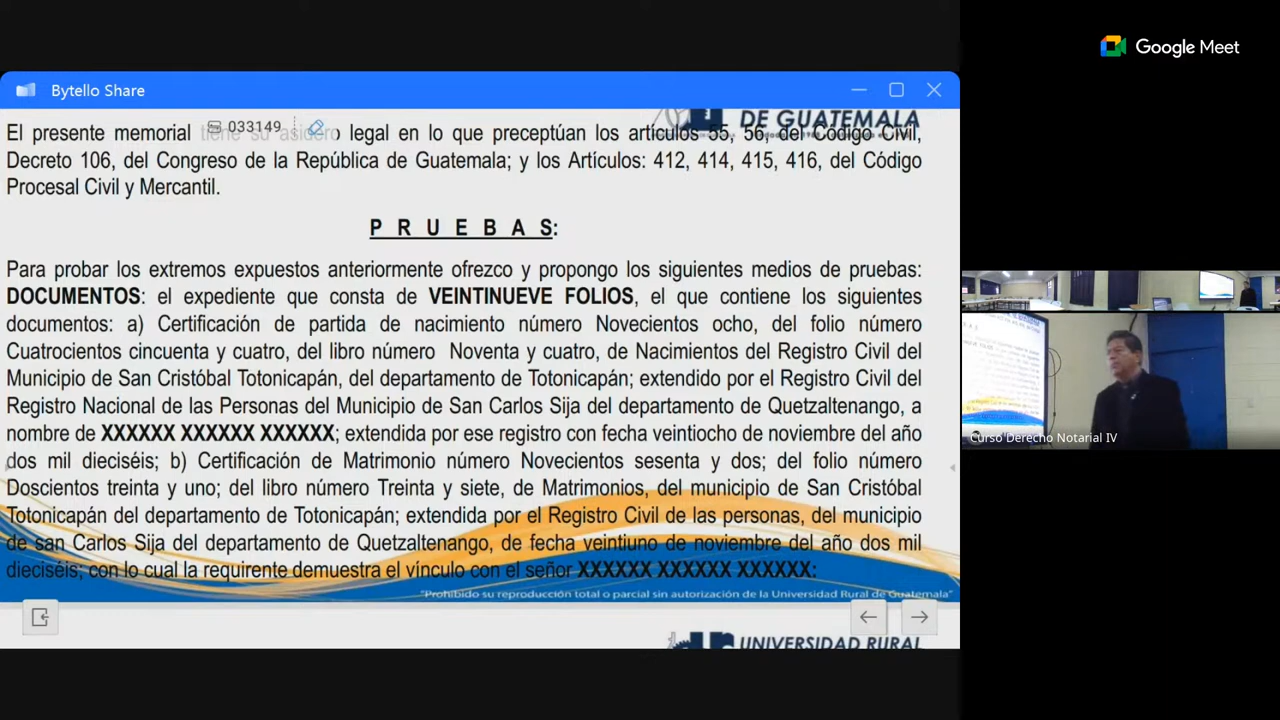 Google Meet
Bytello Share
DE GUATEMALA
033149
El presente memorial tiene su asidero legal en lo que preceptúan los artículos 55, 56, del Código Civil,
Decreto 106, del Congreso de la República de Guatemala; y los Artículos: 412, 414, 415, 416, del Código
Procesal Civil y Mercantil.
P R U E B A S:
Para probar los extremos expuestos anteriormente ofrezco y propongo los siguientes medios de pruebas:
DOCUMENTOS: el expediente que consta de VEINTINUEVE FOLIOS, el que contiene los siguientes
documentos: a) Certificación de partida de nacimiento número Novecientos ocho, del folio número
Cuatrocientos cincuenta y cuatro, del libro número Noventa y cuatro, de Nacimientos del Registro Civil del
Municipio de San Cristóbal Totonicapán, del departamento de Totonicapán; extendido por el Registro Civil del
Registro Nacional de las Personas del Municipio de San Carlos Sija del departamento de Quetzaltenango, a
nombre de XXXXXX XXXXXX XXXXXX; extendida por ese registro con fecha veintiocho de noviembre del año
dos mil dieciséis; b) Certificación de Matrimonio número Novecientos sesenta y dos; del folio número
Doscientos treinta y uno; del libro número Treinta y siete, de Matrimonios, del municipio de San Cristóbal
Totonicapán del departamento de Totonicapán; extendida por el Registro Civil de las personas, del municipio
de san Carlos Sija del departamento de Quetzaltenango, de fecha veintiuno de noviembre del año dos mil
dieciséis; con lo cual la requirente demuestra el vínculo con el señor XXXXXX XXXXXX XXXXXX:
"Prohibido su reproducción total o parcial sin autorización de la Universidad Rural de Guatemala"
UNIVERSIDAD RURAL
Curso Derecho Notarial IV